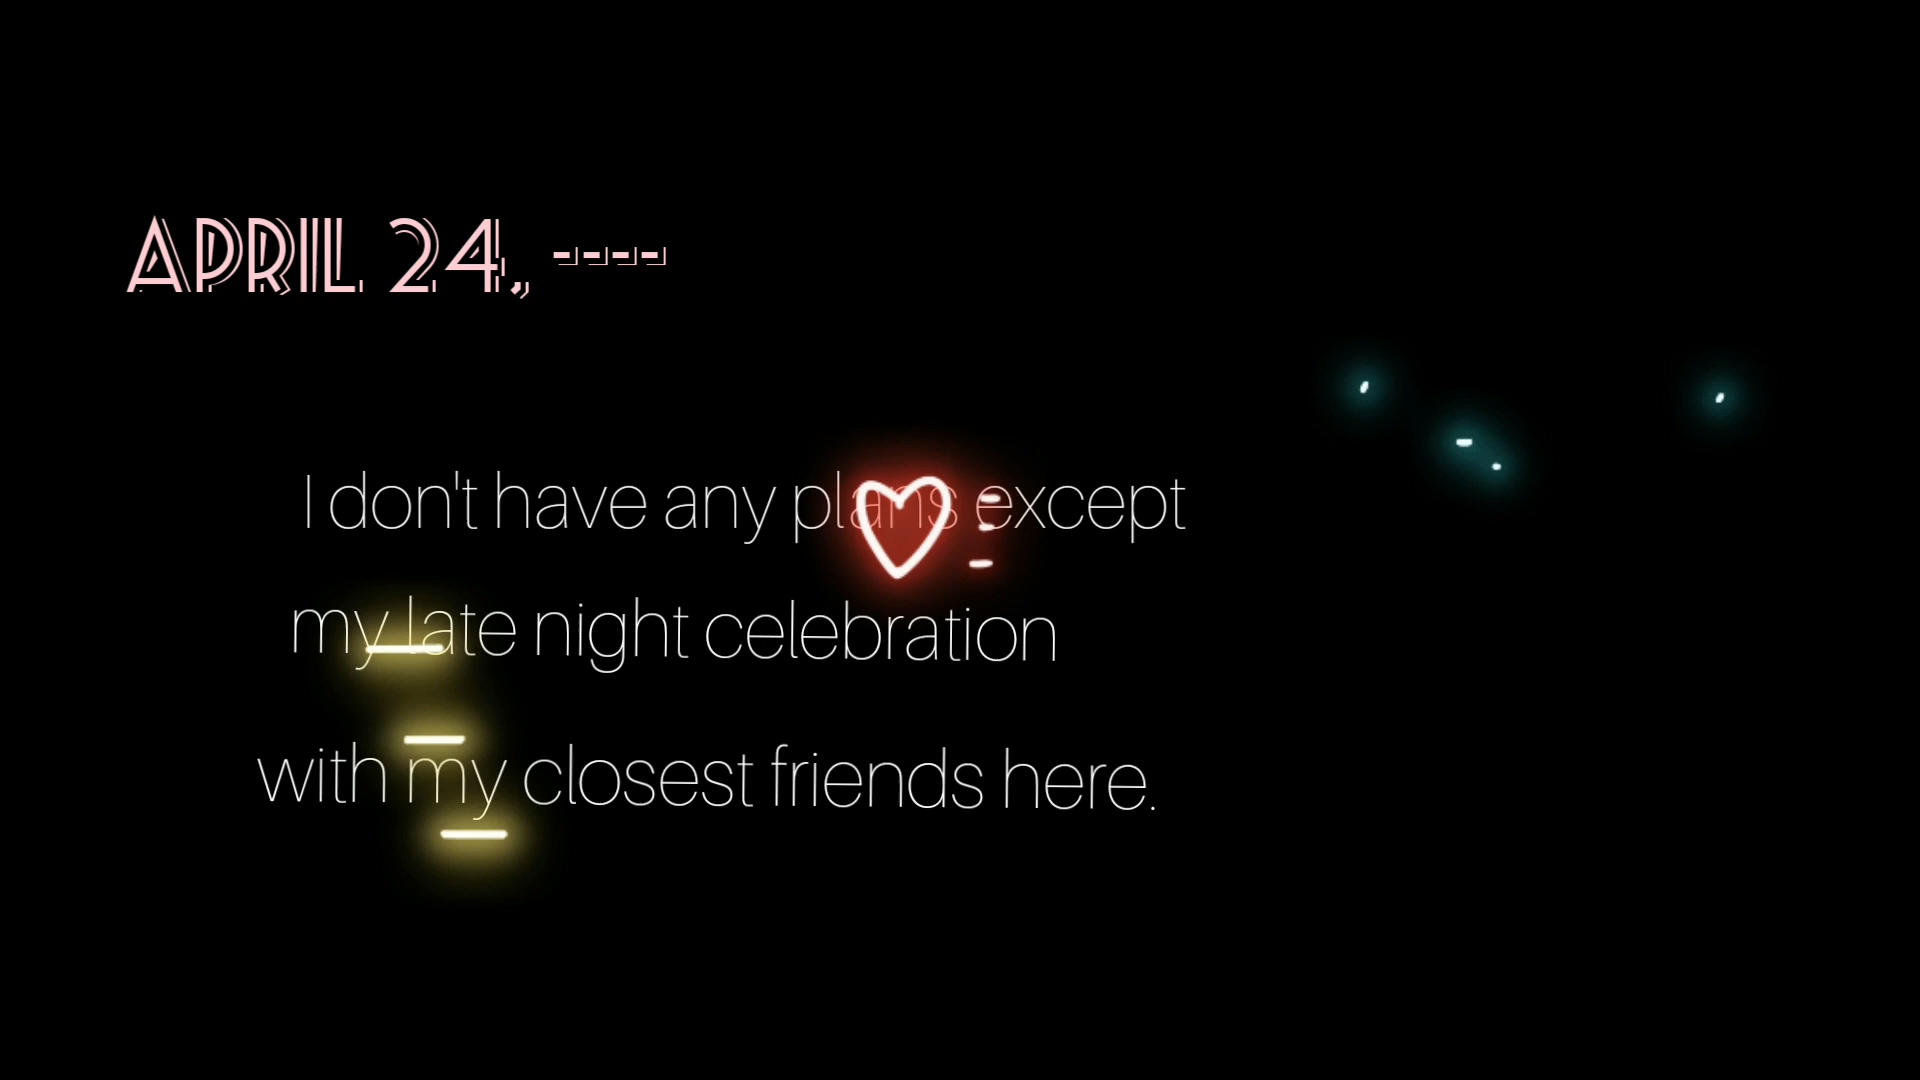 APRIL 24, ----
I don't have any plans except
my late night celebration
with my closest friends here.